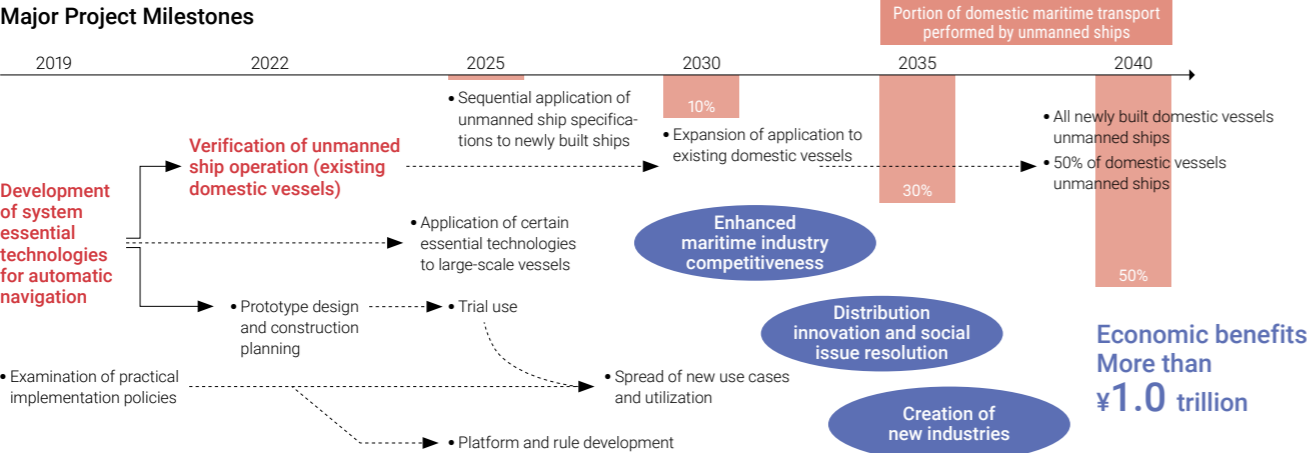 Major Project Milestones
Portion of domestic maritime transport
performed by unmanned ships
2019
2022
2025
2030
2035
2040
• Sequential application of
unmanned ship specifica-
tions to newly built ships
10%
• Expansion of application to
existing domestic vessels
30%
• All newly built domestic vessels
unmanned ships
• 50% of domestic vessels
unmanned ships
50%
Verification of unmanned
ship operation (existing
domestic vessels)
Development
of system
essential
technologies
for automatic
navigation
• Application of certain
essential technologies
to large-scale vessels
• Prototype design
and construction
planning
• Trial use
• Examination of practical
implementation policies
• Spread of new use cases
and utilization
• Platform and rule development
Enhanced
maritime industry
competitiveness
Distribution
innovation and social
issue resolution
Creation of
new industries
Economic benefits
More than
¥1.0 trillion